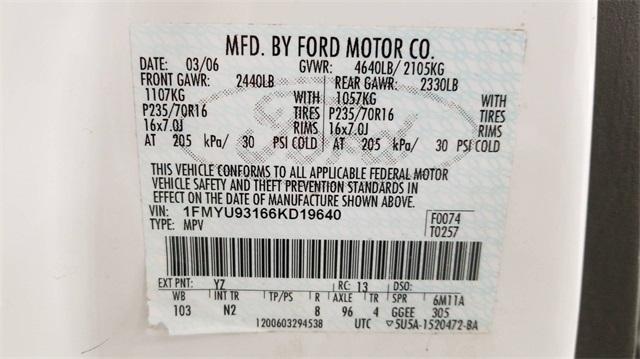 MFD. BY FORD MOTOR CO.
DATE: 03/06 GVWR: 4640LB/ 2105KG
FRONT GAWR: 2440LB REAR GAWR: 2330LB
1107KG WITH 1057KG WITH
P235/70R16 TIRES P235/70R16 TIRES
16x7.0J RIMS 16x7.0J RIMS
AT 205 kPa/ 30 PSI COLD AT 205 kPa/ 30 PSI COLD
Ford
THIS VEHICLE CONFORMS TO ALL APPLICABLE FEDERAL MOTOR
VEHICLE SAFETY AND THEFT PREVENTION STANDARDS IN
EFFECT ON THE DATE OF MANUFACTURE SHOWN ABOVE.
VIN: 1FMYU93166KD19640 F0074
TYPE: MPV T0257
EXT PNT: YZ RC: 13 DSO:
WB INT TR TP/PS R AXLE TR SPR 6M11A
103 N2 8 96 4 GGEE 305
1200603294538 UTC ▽5U5A-1520472-BA